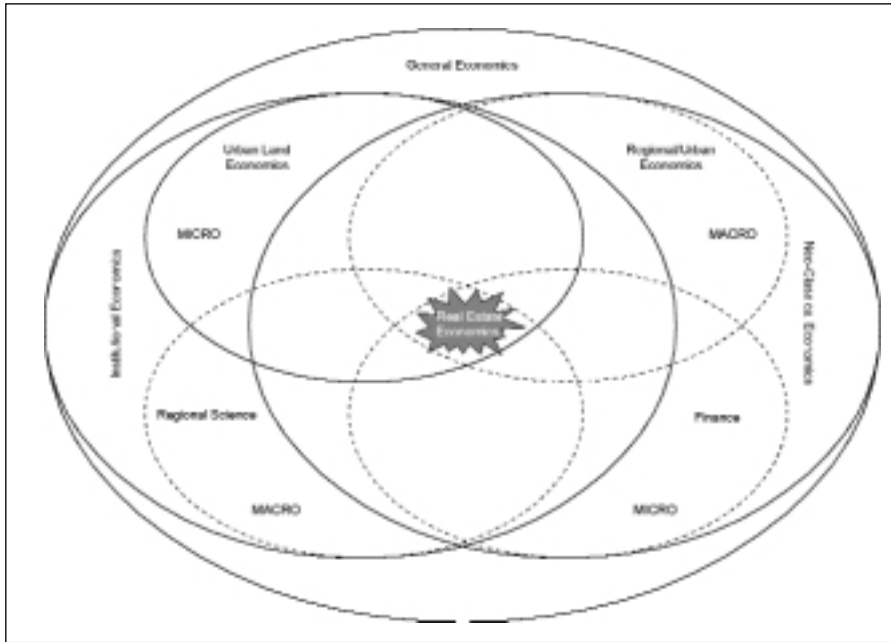 General Economics
Urban Land
Economics
Regional/Urban
Economics
MICRO
MACRO
Institutional Economics
Neo-Classical Economics
Real Estate
Economics
Regional Science
Finance
MACRO
MICRO